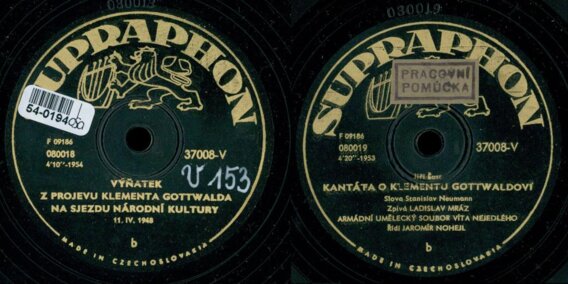 080013
SUPRAPHON
54-0194
F 09186
080018
4'10"-1954
37008-V
V 153
VÝŇATEK
Z PROJEVU KLEMENTA GOTTWALDA
NA SJEZDU NÁRODNÍ KULTURY
11. IV. 1948
b
MADE IN CZECHOSLOVAKIA
030019
SUPRAPHON
PRACOVNÍ
POMŮCKA
F 09186
080019
4'20"-1953
37008-V
KANTÁTA O KLEMENTU GOTTWALDOVI
Slova Stanislav Neumann
Zpívá LADISLAV MRÁZ
ARMÁDNÍ UMĚLECKÝ SOUBOR VÍTA NEJEDLÉHO
Řídí JAROMÍR NOHEJL
b
MADE IN CZECHOSLOVAKIA